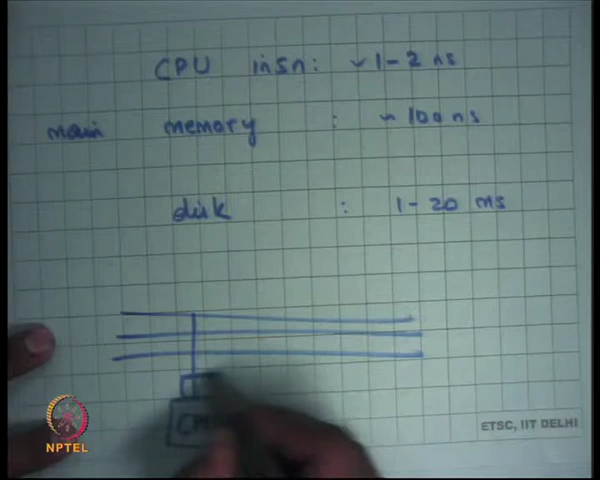 CPU insn: ~ 1-2 ns
main memory : ~ 100 ns
disk : 1-20 ms
NPTEL
ETSC, IIT DELHI